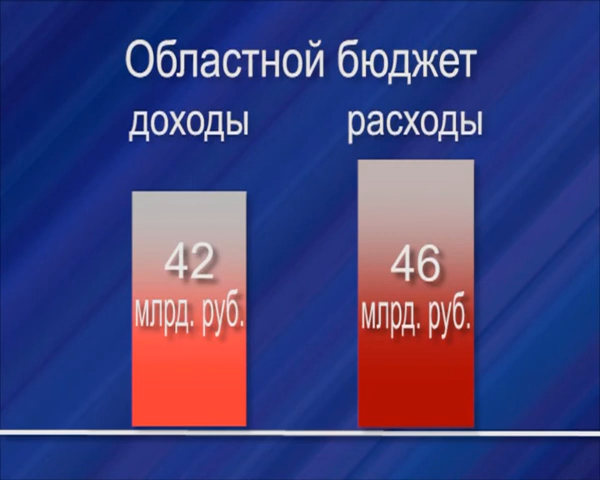 Областной бюджет
доходы расходы
42 46
млрд. руб. млрд. руб.